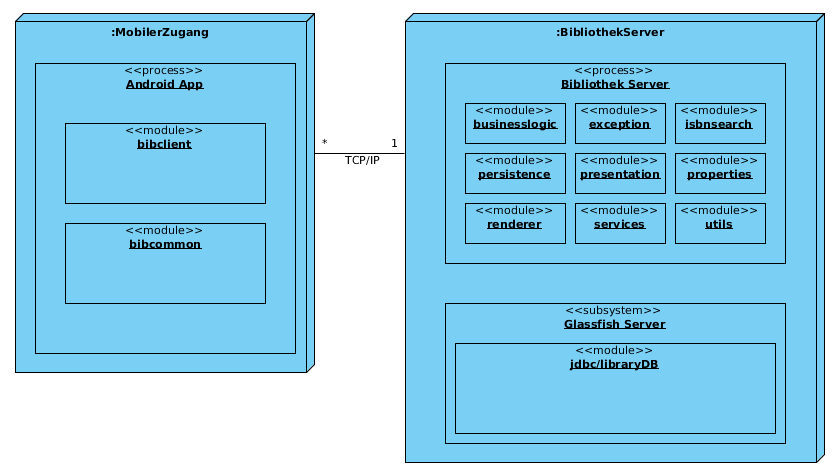 :MobilerZugang
<<process>>
Android App
<<module>>
bibclient
<<module>>
bibcommon
* 1
TCP/IP
:BibliothekServer
<<process>>
Bibliothek Server
<<module>> <<module>> <<module>>
businesslogic exception isbnsearch
<<module>> <<module>> <<module>>
persistence presentation properties
<<module>> <<module>> <<module>>
renderer services utils
<<subsystem>>
Glassfish Server
<<module>>
jdbc/libraryDB